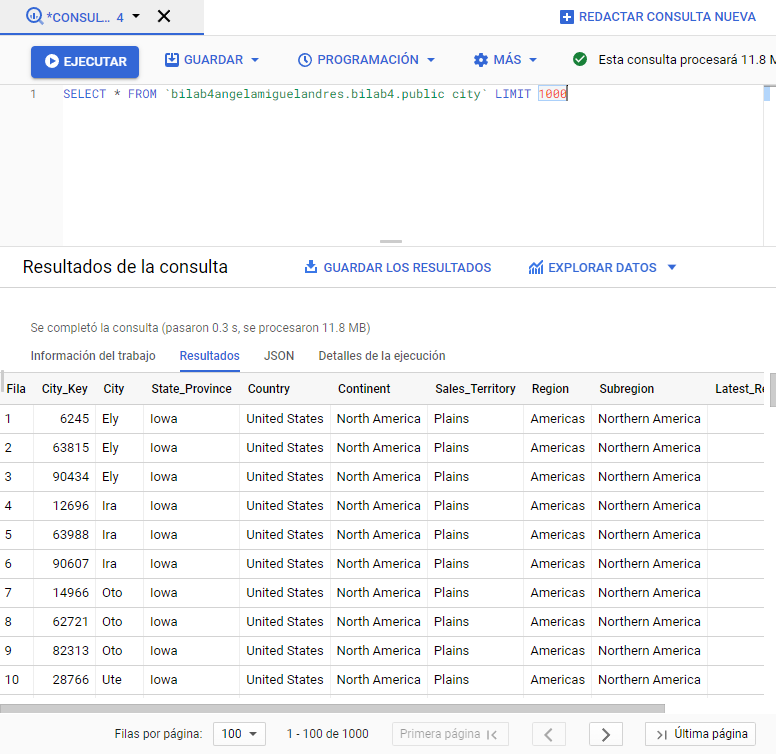 *CONSUL... 4
REDACTAR CONSULTA NUEVA
EJECUTAR GUARDAR PROGRAMACIÓN MÁS Esta consulta procesará 11.8 M
1 SELECT * FROM `bilab4angelamiguelandres.bilab4.public city` LIMIT 1000
Resultados de la consulta GUARDAR LOS RESULTADOS EXPLORAR DATOS
Se completó la consulta (pasaron 0.3 s, se procesaron 11.8 MB)
Información del trabajo Resultados JSON Detalles de la ejecución
Fila City_Key City State_Province Country Continent Sales_Territory Region Subregion Latest_Re
1 6245 Ely Iowa United States North America Plains Americas Northern America
2 63815 Ely Iowa United States North America Plains Americas Northern America
3 90434 Ely Iowa United States North America Plains Americas Northern America
4 12696 Ira Iowa United States North America Plains Americas Northern America
5 63988 Ira Iowa United States North America Plains Americas Northern America
6 90607 Ira Iowa United States North America Plains Americas Northern America
7 14966 Oto Iowa United States North America Plains Americas Northern America
8 62721 Oto Iowa United States North America Plains Americas Northern America
9 82313 Oto Iowa United States North America Plains Americas Northern America
10 28766 Ute Iowa United States North America Plains Americas Northern America
Filas por página: 100 1 - 100 de 1000 Primera página Última página